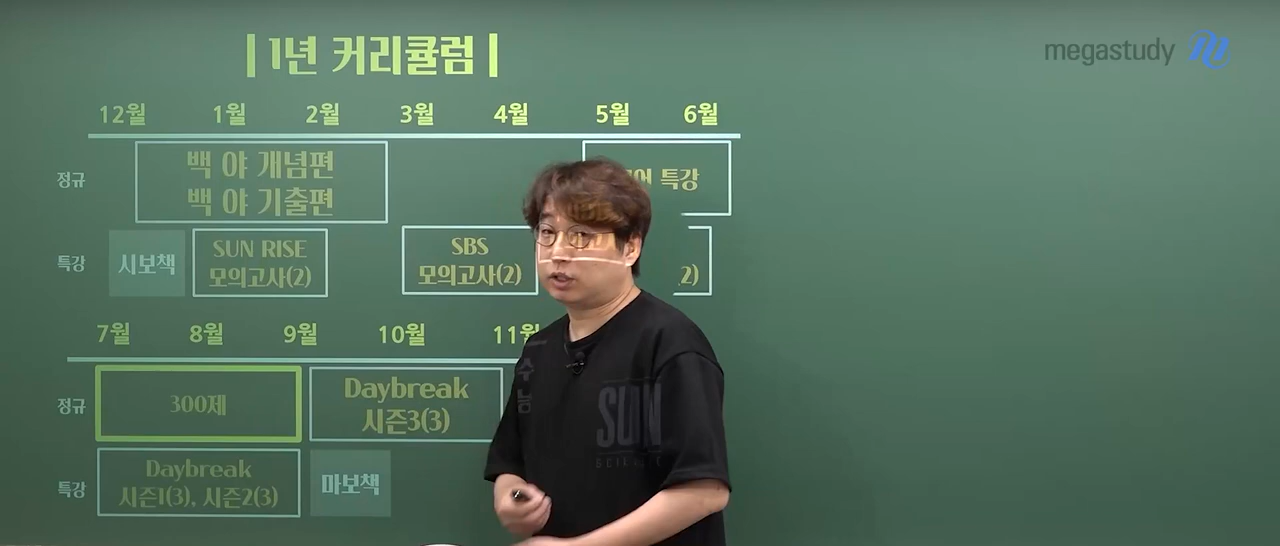 | 1년 커리큘럼 |
megastudy
12월 1월 2월 3월 4월 5월 6월
정규
백 야 개념편
백 야 기출편
특강
특강
시보책
SUN RISE
모의고사(2)
SBS
모의고사(2)
2)
7월 8월 9월 10월 11월
정규
300제
Daybreak
시즌3(3)
특강
Daybreak
시즌1(3), 시즌2(3)
마보책
수능
SUN